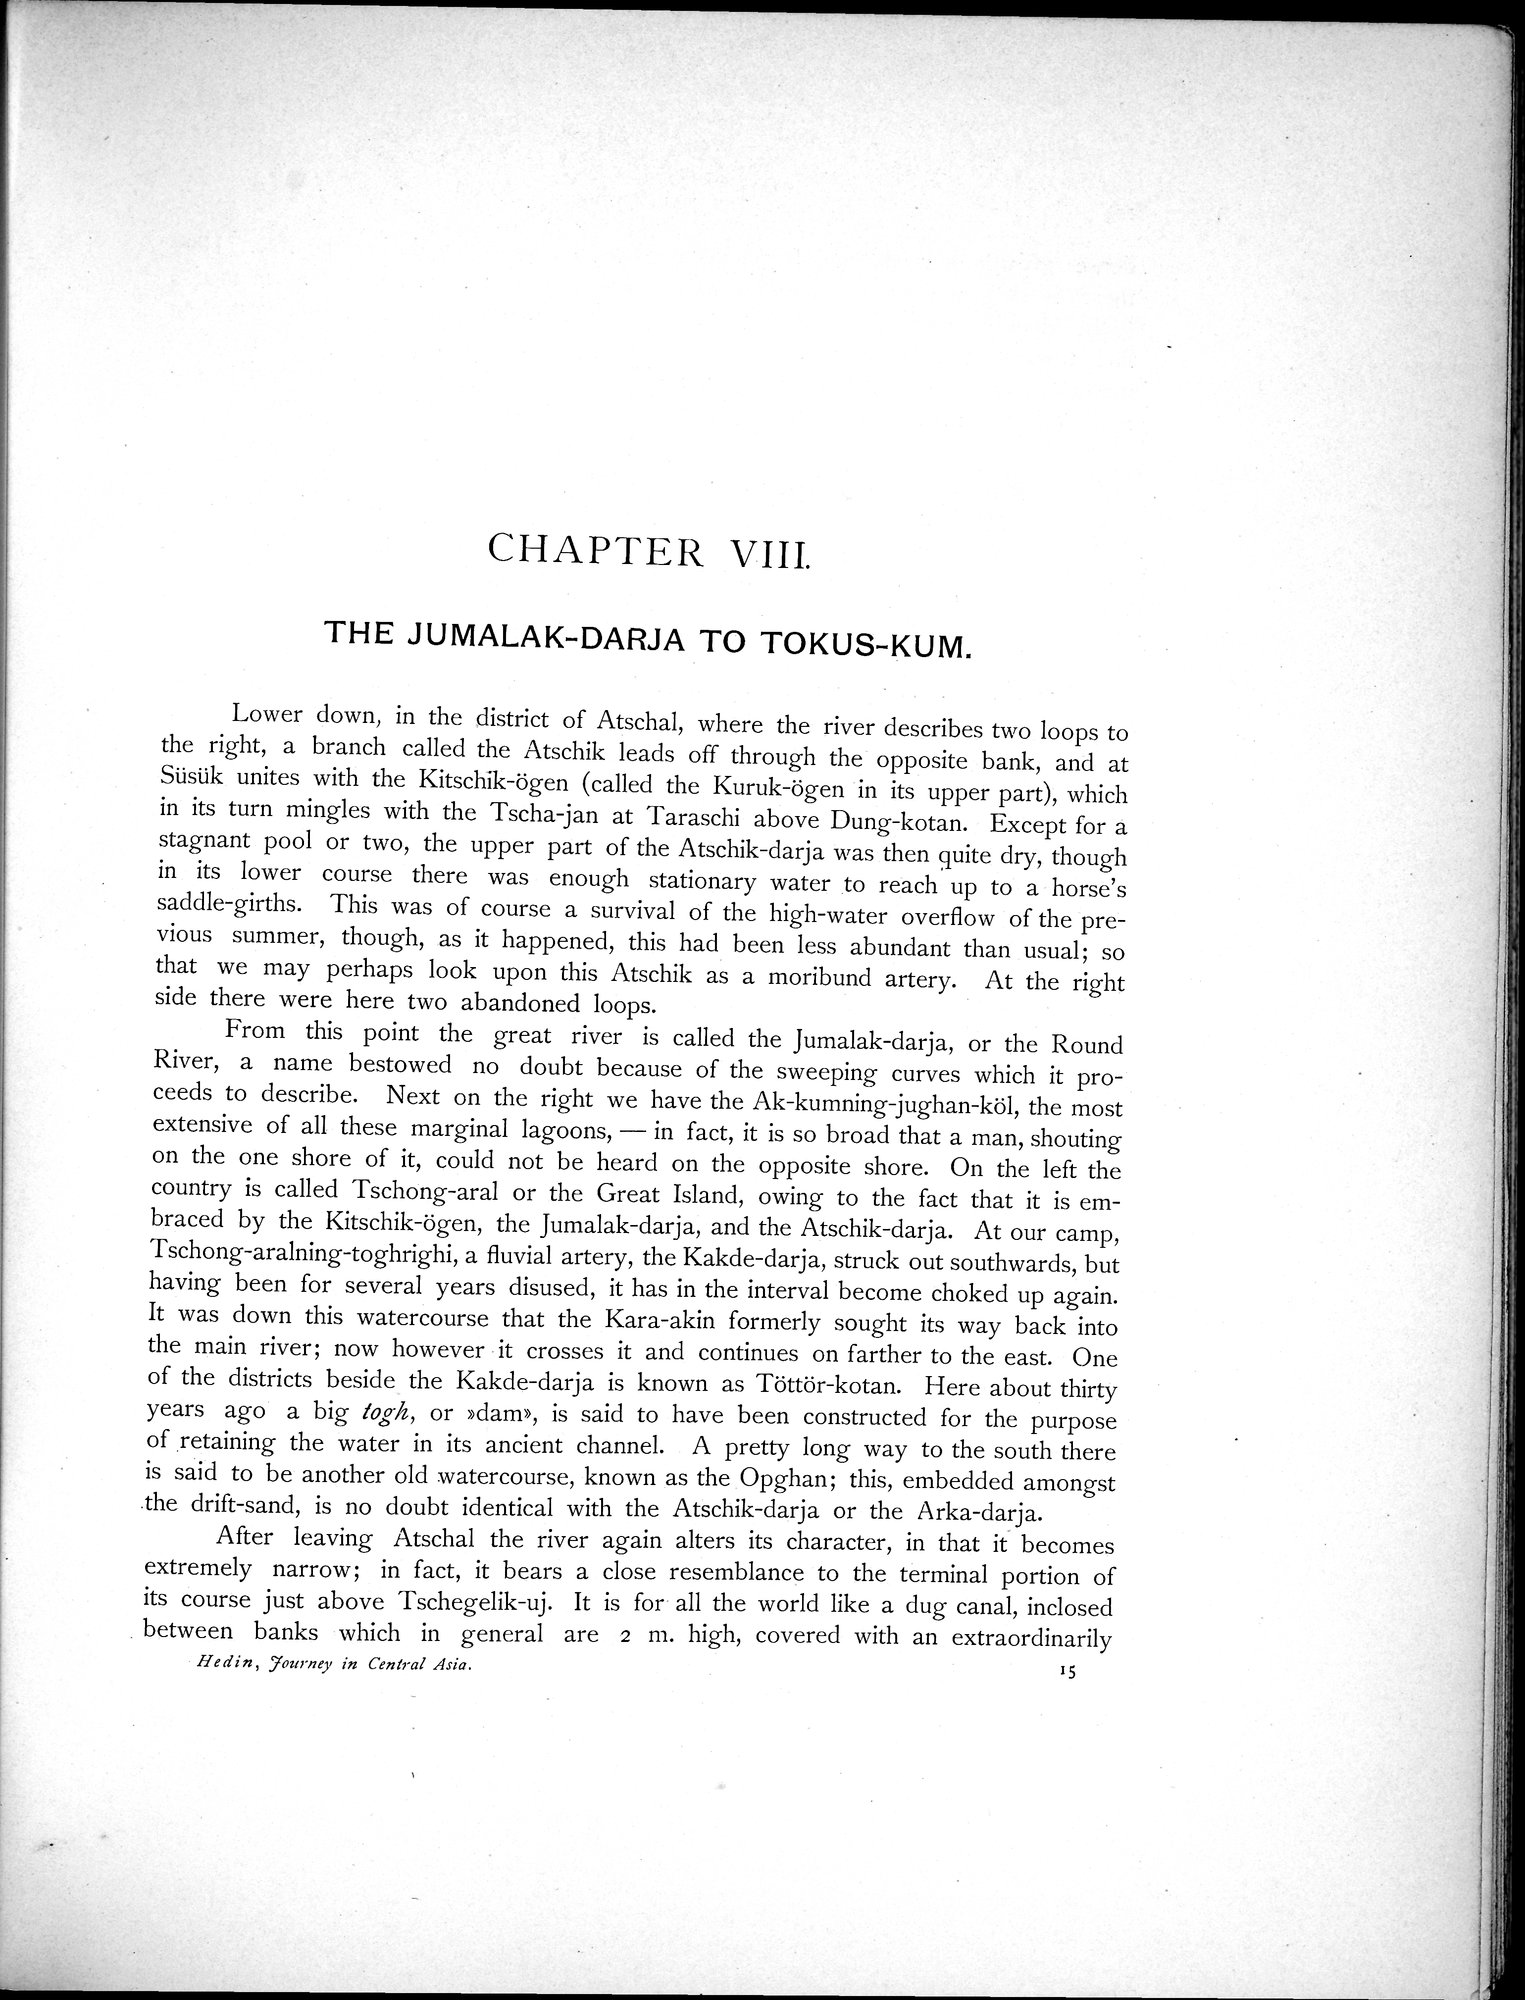 CHAPTER VIII.
THE JUMALAK-DARJA TO TOKUS-KUM.
Lower down, in the district of Atschal, where the river describes two loops to
the right, a branch called the Atschik leads off through the opposite bank, and at
Süsük unites with the Kitschik-ögen (called the Kuruk-ögen in its upper part), which
in its turn mingles with the Tscha-jan at Taraschi above Dung-kotan. Except for a
stagnant pool or two, the upper part of the Atschik-darja was then quite dry, though
in its lower course there was enough stationary water to reach up to a horse's
saddle-girths. This was of course a survival of the high-water overflow of the pre-
vious summer, though, as it happened, this had been less abundant than usual; so
that we may perhaps look upon this Atschik as a moribund artery. At the right
side there were here two abandoned loops.
From this point the great river is called the Jumalak-darja, or the Round
River, a name bestowed no doubt because of the sweeping curves which it pro-
ceeds to describe. Next on the right we have the Ak-kumning-jughan-köl, the most
extensive of all these marginal lagoons, — in fact, it is so broad that a man, shouting
on the one shore of it, could not be heard on the opposite shore. On the left the
country is called Tschong-aral or the Great Island, owing to the fact that it is em-
braced by the Kitschik-ögen, the Jumalak-darja, and the Atschik-darja. At our camp,
Tschong-aralning-toghrighi, a fluvial artery, the Kakde-darja, struck out southwards, but
having been for several years disused, it has in the interval become choked up again.
It was down this watercourse that the Kara-akin formerly sought its way back into
the main river; now however it crosses it and continues on farther to the east. One
of the districts beside the Kakde-darja is known as Töttör-kotan. Here about thirty
years ago a big togh, or »dam», is said to have been constructed for the purpose
of retaining the water in its ancient channel. A pretty long way to the south there
is said to be another old watercourse, known as the Opghan; this, embedded amongst
the drift-sand, is no doubt identical with the Atschik-darja or the Arka-darja.
After leaving Atschal the river again alters its character, in that it becomes
extremely narrow; in fact, it bears a close resemblance to the terminal portion of
its course just above Tschegelik-uj. It is for all the world like a dug canal, inclosed
between banks which in general are 2 m. high, covered with an extraordinarily
Hedin, Journey in Central Asia.
15